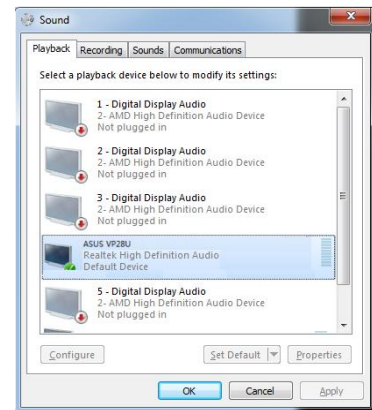 Sound
Playback Recording Sounds Communications
Select a playback device below to modify its settings:
1 - Digital Display Audio
2- AMD High Definition Audio Device
Not plugged in
2 - Digital Display Audio
2- AMD High Definition Audio Device
Not plugged in
3 - Digital Display Audio
2- AMD High Definition Audio Device
Not plugged in
ASUS VP28U
Realtek High Definition Audio
Default Device
5 - Digital Display Audio
2- AMD High Definition Audio Device
Not plugged in
Configure Set Default Properties
OK Cancel Apply